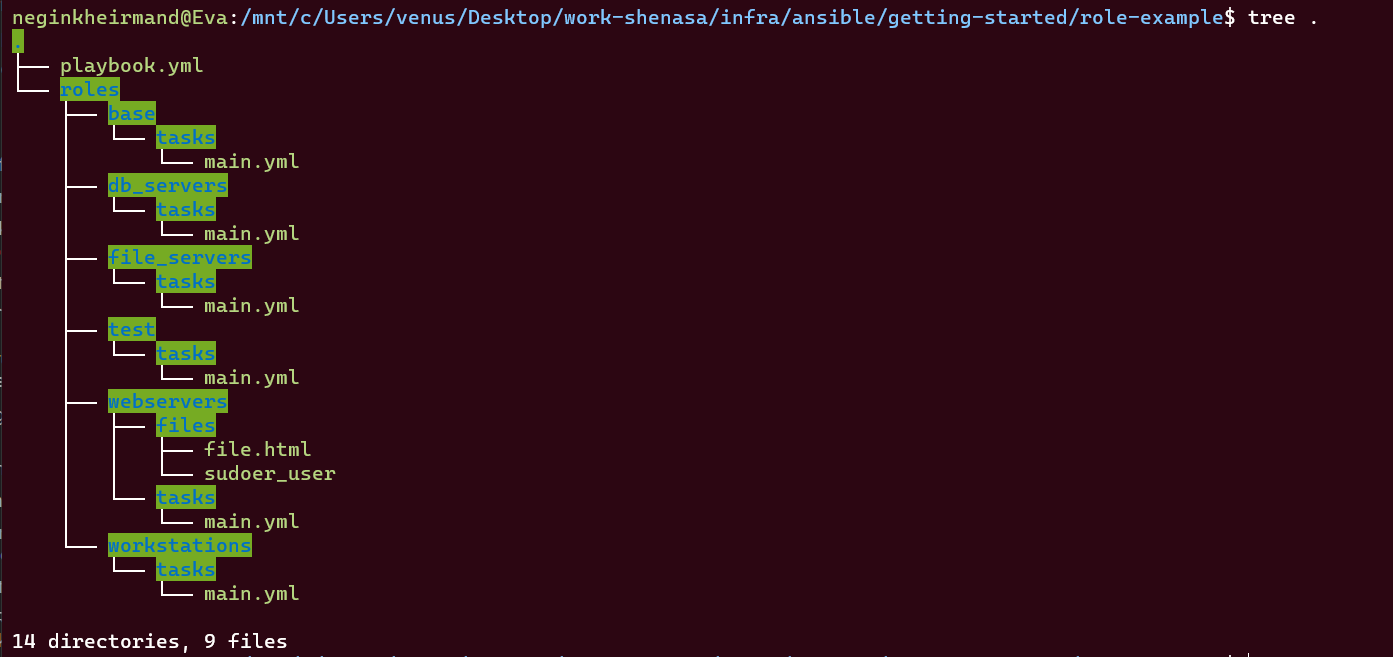 neginkheirmand@Eva:/mnt/c/Users/venus/Desktop/work-shenasa/infra/ansible/getting-started/role-example$ tree .
.
├── playbook.yml
└── roles
    ├── base
    │   └── tasks
    │       └── main.yml
    ├── db_servers
    │   └── tasks
    │       └── main.yml
    ├── file_servers
    │   └── tasks
    │       └── main.yml
    ├── test
    │   └── tasks
    │       └── main.yml
    ├── webservers
    │   ├── files
    │   │   ├── file.html
    │   │   └── sudoer_user
    │   └── tasks
    │       └── main.yml
    └── workstations
        └── tasks
            └── main.yml

14 directories, 9 files